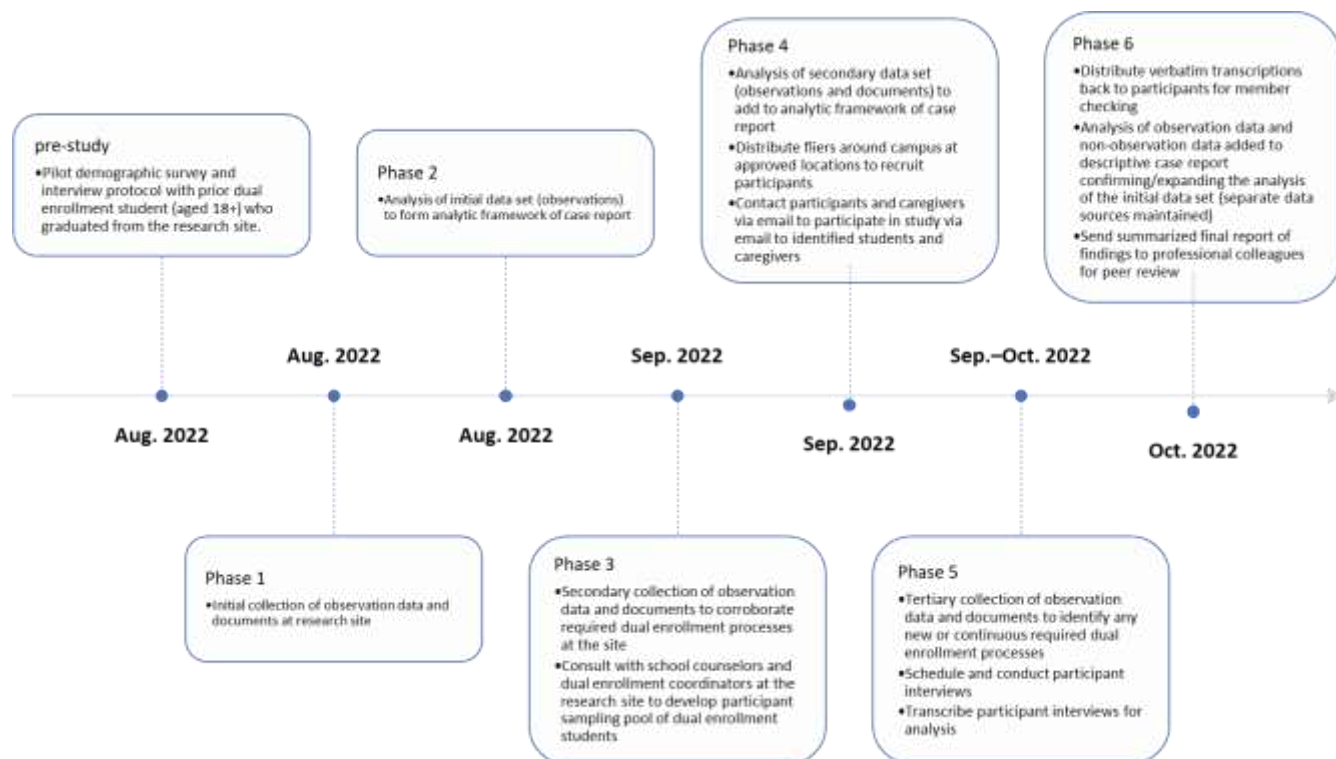 pre-study
•Pilot demographic survey and
interview protocol with prior dual
enrollment student (aged 18+) who
graduated from the research site.
Aug. 2022
Aug. 2022
Phase 1
•Initial collection of observation data and
documents at research site
Phase 2
•Analysis of initial data set (observations)
to form analytic framework of case report
Aug. 2022
Sep. 2022
Phase 3
•Secondary collection of observation
data and documents to corroborate
required dual enrollment processes
at the site
•Consult with school counselors and
dual enrollment coordinators at the
research site to develop participant
sampling pool of dual enrollment
students
Phase 4
•Analysis of secondary data set
(observations and documents) to
add to analytic framework of case
report
•Distribute fliers around campus at
approved locations to recruit
participants
•Contact participants and caregivers
via email to participate in study via
email to identified students and
caregivers
Sep. 2022
Sep.–Oct. 2022
Phase 5
•Tertiary collection of observation
data and documents to identify any
new or continuous required dual
enrollment processes
•Schedule and conduct participant
interviews
•Transcribe participant interviews for
analysis
Phase 6
•Distribute verbatim transcriptions
back to participants for member
checking
•Analysis of observation data and
non-observation data added to
descriptive case report
confirming/expanding the analysis
of the initial data set (separate data
sources maintained)
•Send summarized final report of
findings to professional colleagues
for peer review
Oct. 2022